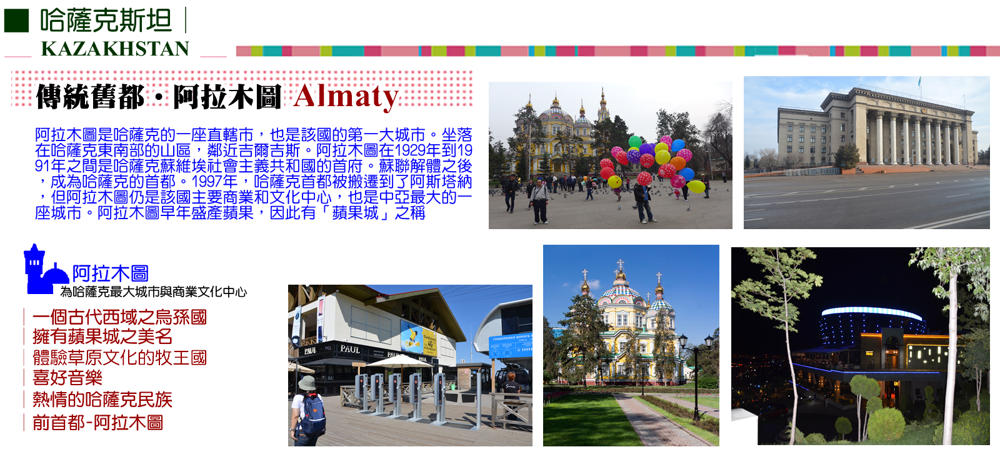 哈薩克斯坦
KAZAKHSTAN
傳統舊都・阿拉木圖 Almaty
阿拉木圖是哈薩克的一座直轄市，也是該國的第一大城市。坐落
在哈薩克東南部的山區，鄰近吉爾吉斯。阿拉木圖在1929年到19
91年之間是哈薩克蘇維埃社會主義共和國的首府。蘇聯解體之後
，成為哈薩克的首都。1997年，哈薩克首都被搬遷到了阿斯塔納
，但阿拉木圖仍是該國主要商業和文化中心，也是中亞最大的一
座城市。阿拉木圖早年盛產蘋果，因此有「蘋果城」之稱
阿拉木圖
為哈薩克最大城市與商業文化中心
一個古代西域之烏孫國
擁有蘋果城之美名
體驗草原文化的牧王國
喜好音樂
熱情的哈薩克民族
前首都-阿拉木圖
PAUL
PAUL
PAUL
PAUL
4G
ГОНДОЛЬНАЯ ДОРОГА